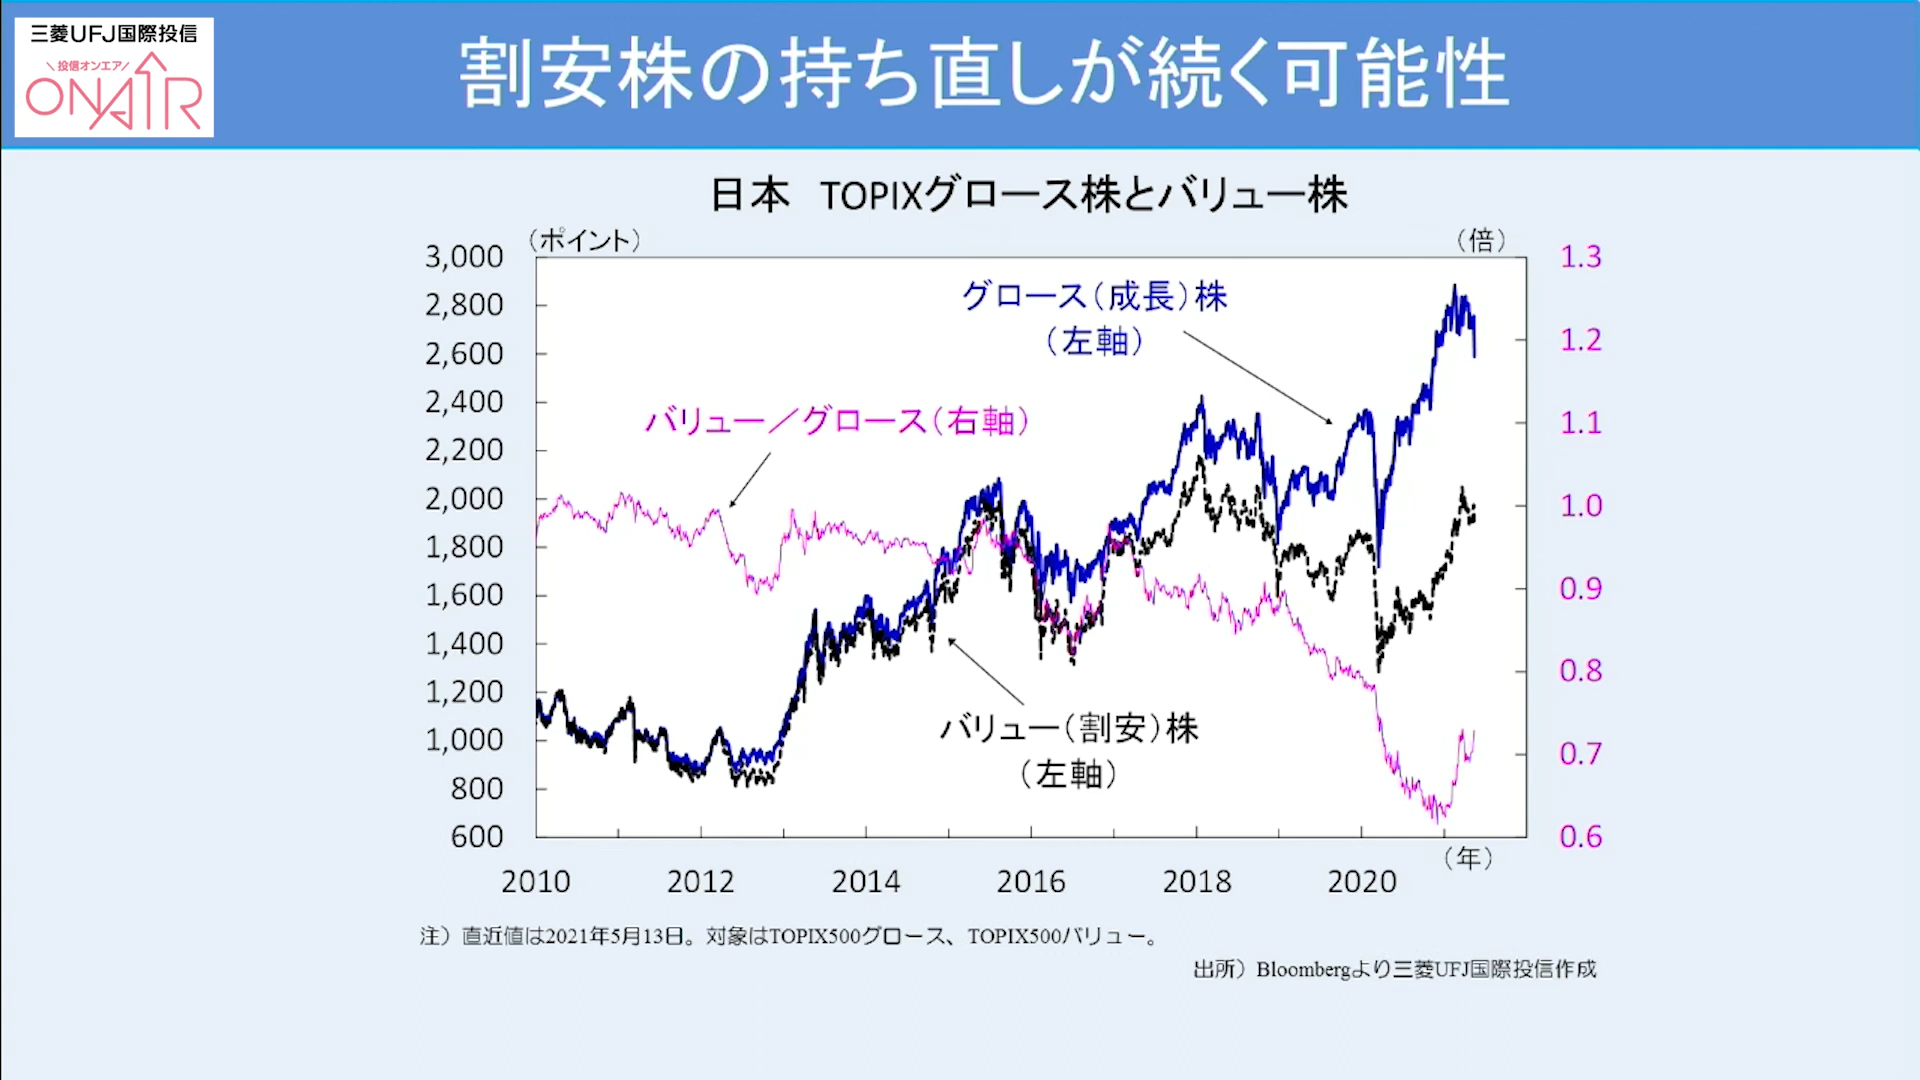 三菱UFJ国際投信
＼投信オンエア／
ONAIR
割安株の持ち直しが続く可能性
日本　TOPIXグロース株とバリュー株
（ポイント）
（倍）
3,000
2,800
2,600
2,400
2,200
2,000
1,800
1,600
1,400
1,200
1,000
800
600
1.3
1.2
1.1
1.0
0.9
0.8
0.7
0.6
グロース（成長）株
（左軸）
バリュー／グロース（右軸）
バリュー（割安）株
（左軸）
（年）
2010 2012 2014 2016 2018 2020
注）直近値は2021年5月13日。対象はTOPIX500グロース、TOPIX500バリュー。
出所）Bloombergより三菱UFJ国際投信作成